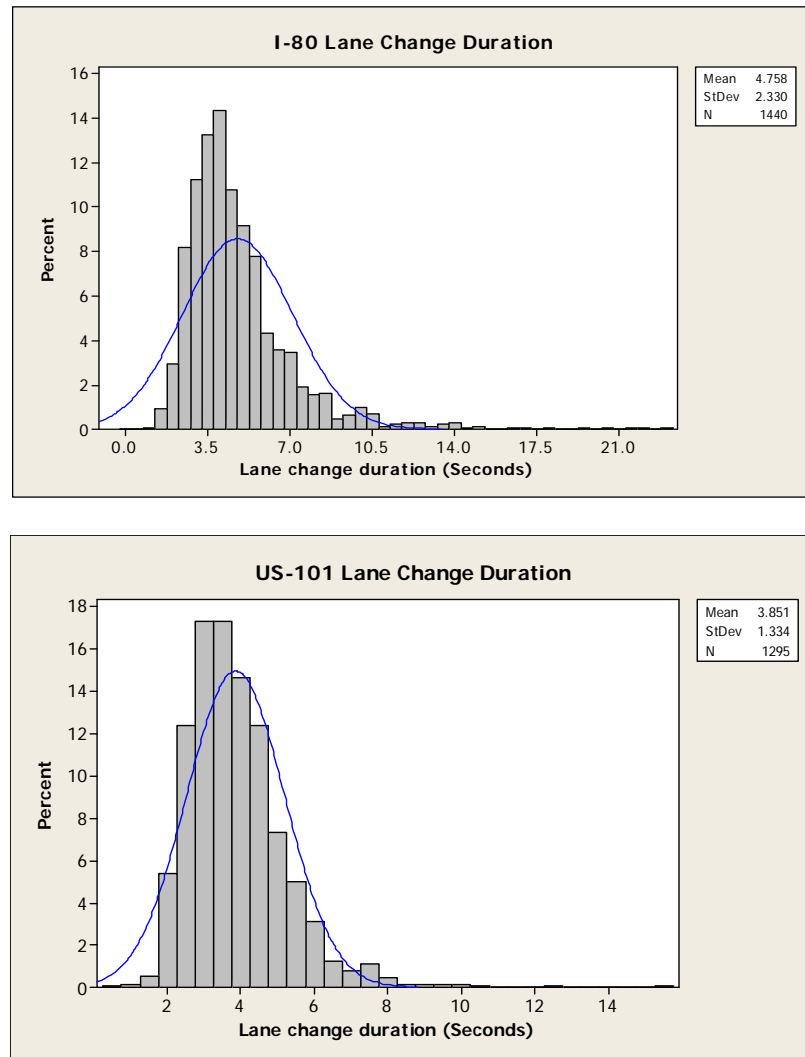 I-80 Lane Change Duration
Mean 4.758
StDev 2.330
N 1440
Percent
16
14
12
10
8
6
4
2
0
0.0 3.5 7.0 10.5 14.0 17.5 21.0
Lane change duration (Seconds)
US-101 Lane Change Duration
Mean 3.851
StDev 1.334
N 1295
Percent
18
16
14
12
10
8
6
4
2
0
2 4 6 8 10 12 14
Lane change duration (Seconds)